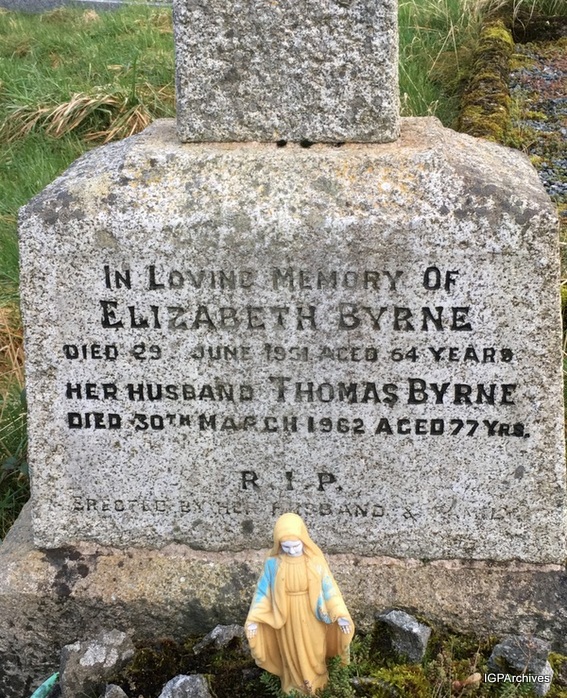 IN LOVING MEMORY OF
ELIZABETH BYRNE
DIED 29 JUNE 1951 AGED 64 YEARS
HER HUSBAND THOMAS BYRNE
DIED 30TH MARCH 1962 AGED 77 YRS.
R.I.P.
ERECTED BY HER HUSBAND & FAMILY
IGPArchives